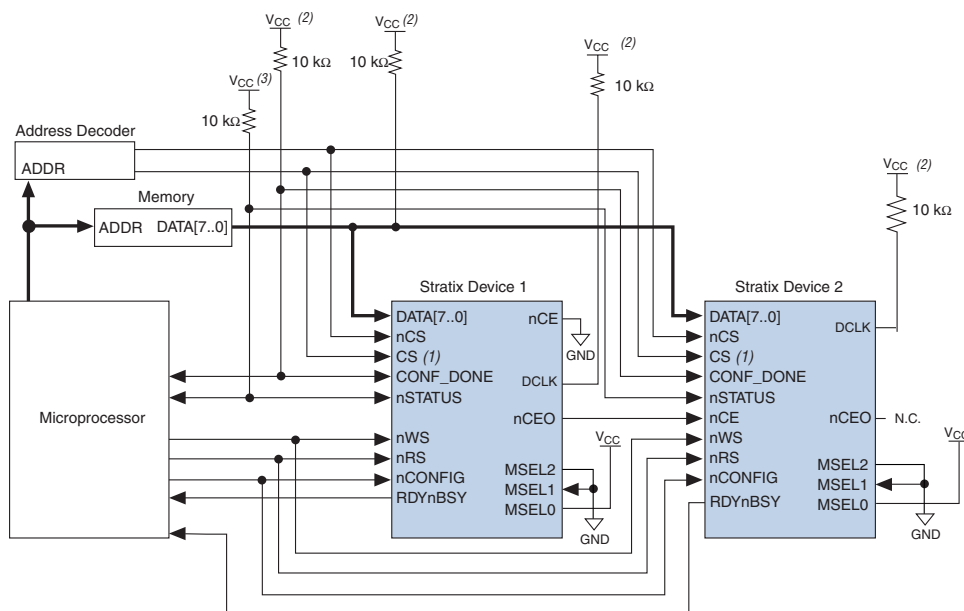 VCC (2)
10 kΩ
VCC (2)
10 kΩ
VCC (2)
10 kΩ
VCC (3)
10 kΩ
Address Decoder
ADDR
Memory
ADDR DATA[7..0]
VCC (2)
10 kΩ
Microprocessor
Stratix Device 1
DATA[7..0]
nCS
CS (1)
CONF_DONE
nSTATUS
nWS
nRS
nCONFIG
RDYnBSY
nCE
GND
DCLK
nCEO
VCC
MSEL2
MSEL1
MSEL0
GND
Stratix Device 2
DATA[7..0]
nCS
CS (1)
CONF_DONE
nSTATUS
nCE
nWS
nRS
nCONFIG
RDYnBSY
DCLK
nCEO
N.C.
VCC
MSEL2
MSEL1
MSEL0
GND